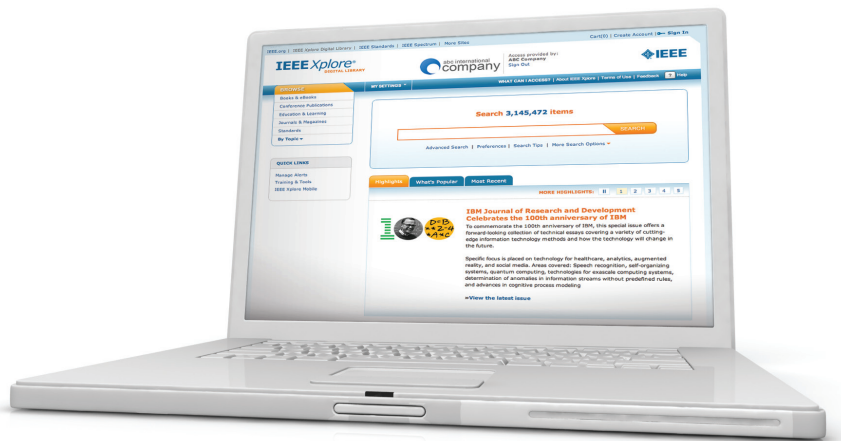 IEEE.org | IEEE Xplore Digital Library | IEEE Standards | IEEE Spectrum | More Sites
Cart(0) | Create Account | Sign In
IEEE Xplore®
DIGITAL LIBRARY
abc international
company
Access provided by:
ABC Company
Sign Out
IEEE
BROWSE
MY SETTINGS
WHAT CAN I ACCESS? | About IEEE Xplore | Terms of Use | Feedback ? Help
Books & eBooks
Conference Publications
Education & Learning
Journals & Magazines
Standards
By Topic
Search 3,145,472 items
SEARCH
Advanced Search | Preferences | Search Tips | More Search Options
QUICK LINKS
Manage Alerts
Training & Tools
IEEE Xplore Mobile
Highlights What's Popular Most Recent
MORE HIGHLIGHTS: II 1 2 3 4 5
IBM Journal of Research and Development
Celebrates the 100th anniversary of IBM
To commemorate the 100th anniversary of IBM, this special issue offers a
forward-looking collection of technical essays covering a variety of cutting-
edge information technology methods and how the technology will change in
the future.
Specific focus is placed on technology for healthcare, analytics, augmented
reality, and social media. Areas covered: Speech recognition, self-organizing
systems, quantum computing, technologies for exascale computing systems,
determination of anomalies in information streams without predefined rules,
and advances in cognitive process modeling
»View the latest issue